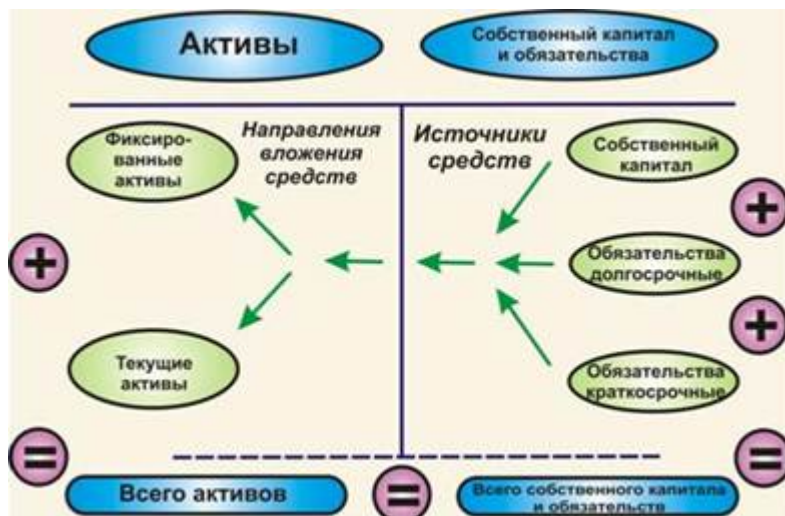 Активы
Собственный капитал
и обязательства
Фиксиро-
ванные
активы
Направления
вложения
средств
Источники
средств
Собственный
капитал
+
+
Обязательства
долгосрочные
+
Текущие
активы
Обязательства
краткосрочные
=
=
Всего активов
=
Всего собственного капитала
и обязательств